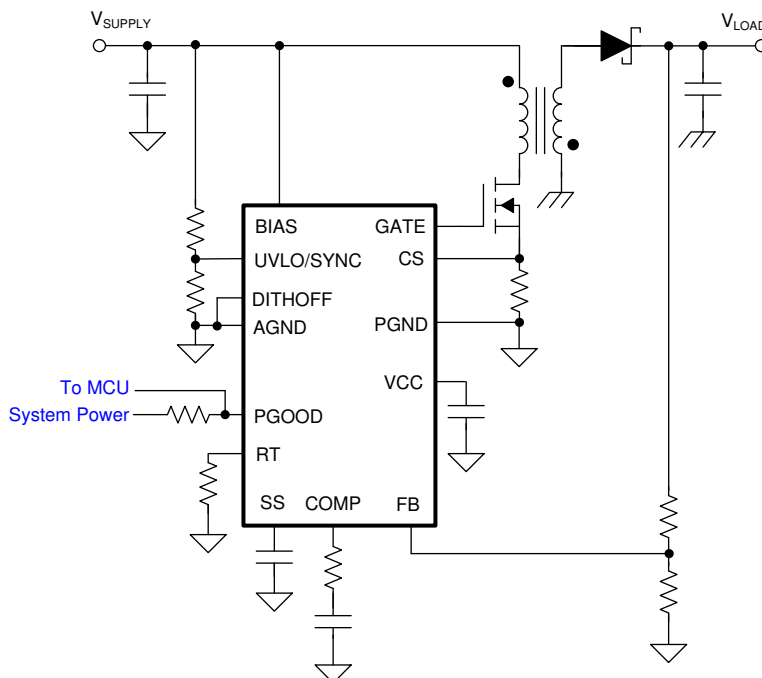 VSUPPLY
VLOAD
BIAS
GATE
UVLO/SYNC
CS
DITHOFF
AGND
PGND
VCC
To MCU
System Power
PGOOD
RT
SS
COMP
FB